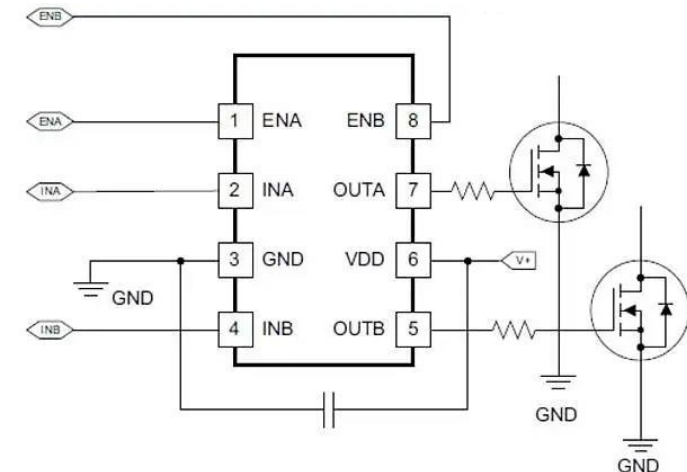 ENB
ENA
1 ENA ENB 8
INA
2 INA OUTA 7
3 GND VDD 6
V+
GND
INB
4 INB OUTB 5
GND
GND